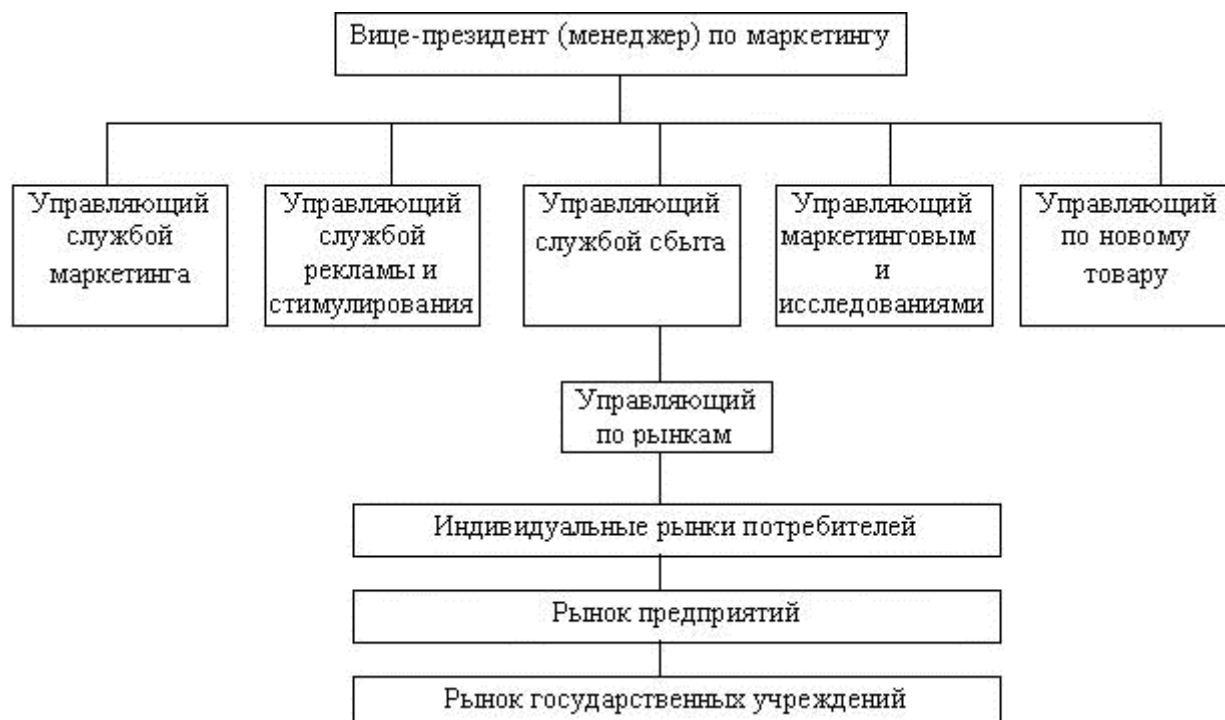 Вице-президент (менеджер) по маркетингу
Управляющий
службой
маркетинга
Управляющий
службой
рекламы и
стимулирования
Управляющий
службой сбыта
Управляющий
маркетинговым
и
исследованиями
Управляющий
по новому
товару
Управляющий
по рынкам
Индивидуальные рынки потребителей
Рынок предприятий
Рынок государственных учреждений